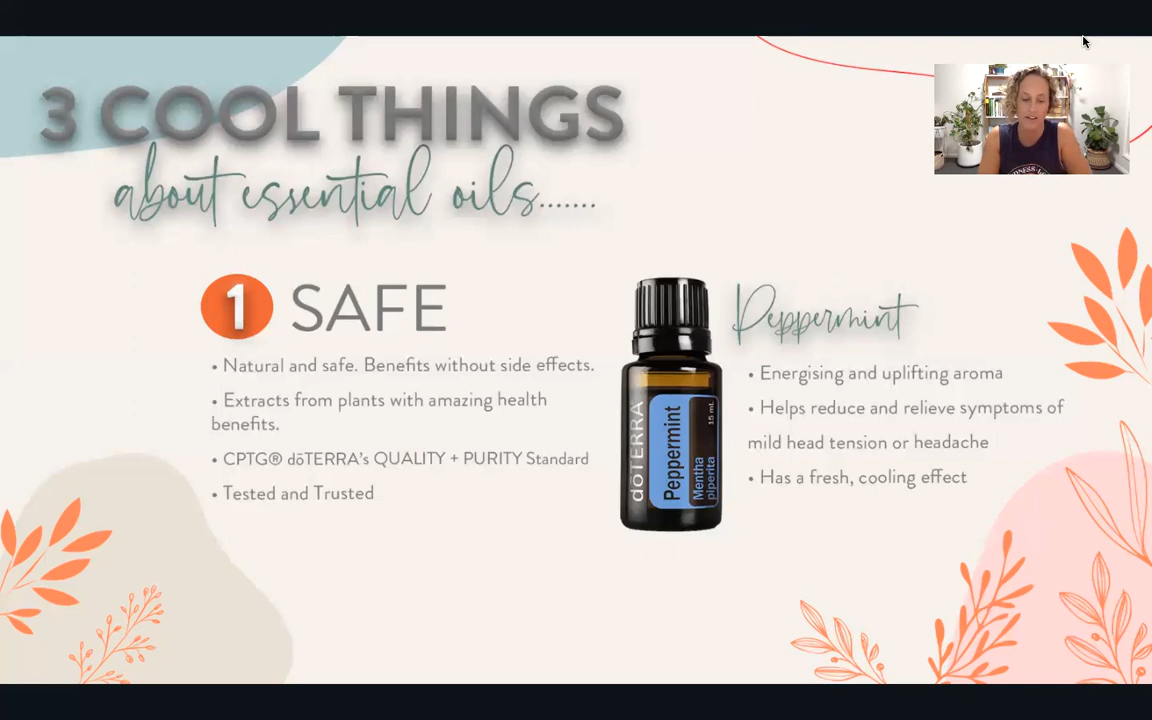 3 COOL THINGS
about essential oils.......
1 SAFE
• Natural and safe. Benefits without side effects.
• Extracts from plants with amazing health
benefits.
• CPTG® dōTERRA's QUALITY + PURITY Standard
• Tested and Trusted
dōTERRA
Peppermint
Mentha
piperita
15 mL
Peppermint
• Energising and uplifting aroma
• Helps reduce and relieve symptoms of
mild head tension or headache
• Has a fresh, cooling effect